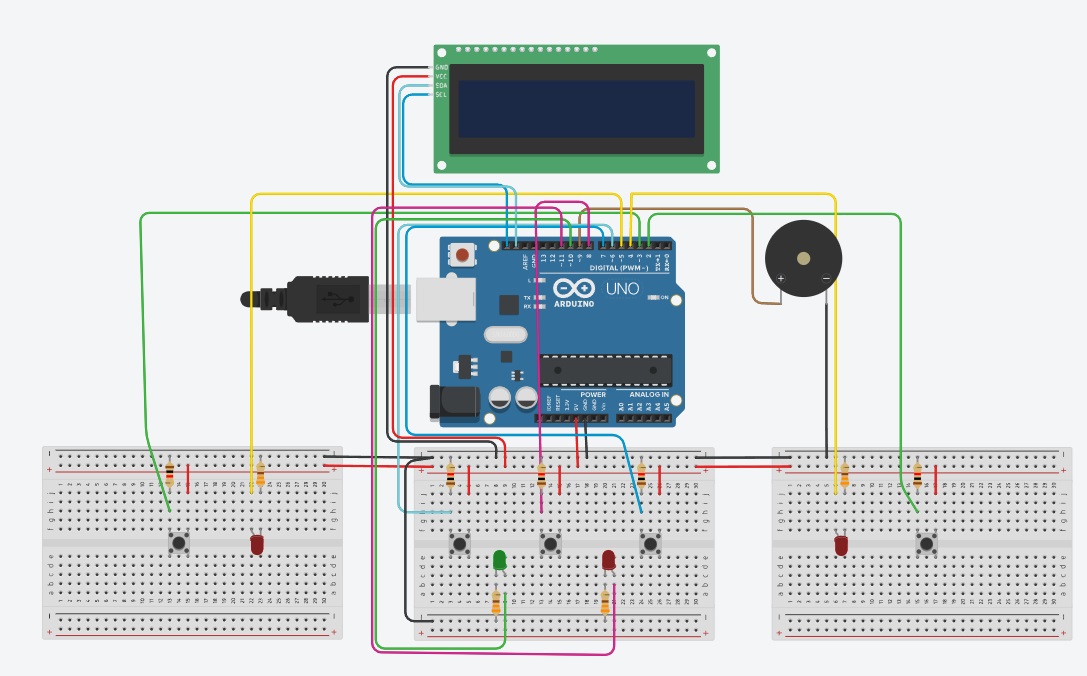 GND
VCC
SDA
SCL
AREF
GND
13
12
~11
~10
~9
8
7
~6
~5
4
~3
2
TX→1
RX←0
DIGITAL (PWM~)
L
TX
RX
ARDUINO
UNO
ON
POWER
ANALOG IN
IOREF
RESET
3.3V
5V
GND
GND
Vin
A0
A1
A2
A3
A4
A5